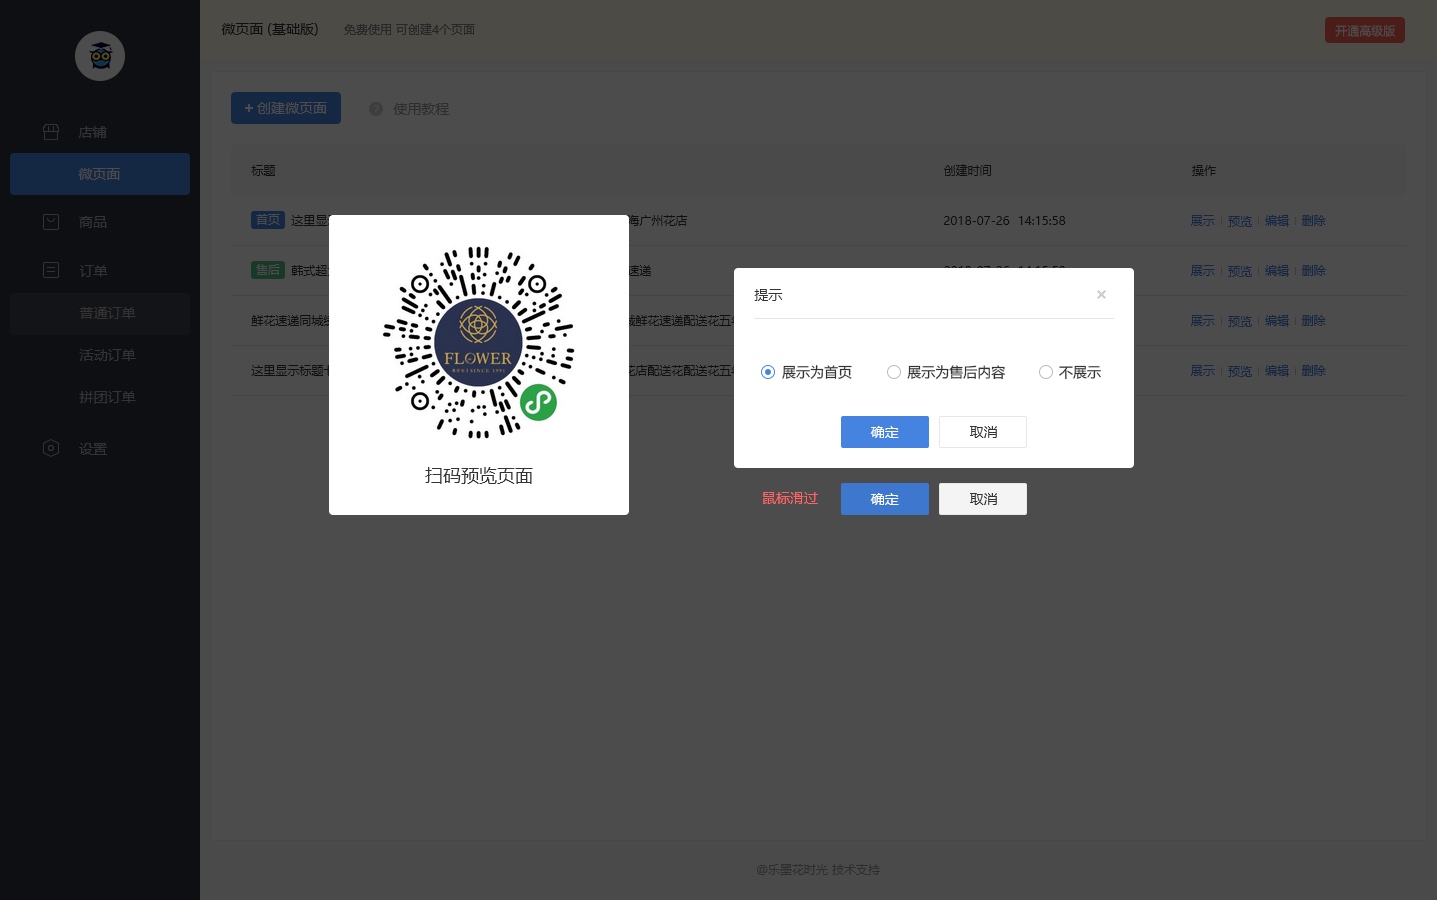 微页面 (基础版) 免费使用 可创建4个页面 开通高级版
+ 创建微页面 ? 使用教程
店铺
微页面
商品
订单
普通订单
活动订单
拼团订单
设置
标题 创建时间 操作
首页 这里显 海广州花店 2018-07-26 14:15:58 展示 预览 编辑 删除
售后 韩式超 速递 展示 预览 编辑 删除
鲜花速递同城 城鲜花速递配送花五 展示 预览 编辑 删除
这里显示标题 花店配送花配送花五 展示 预览 编辑 删除
FLOWER
SINCE 1991
扫码预览页面
提示 ×
展示为首页 展示为售后内容 不展示
确定 取消
鼠标滑过 确定 取消
@乐墨花时光 技术支持